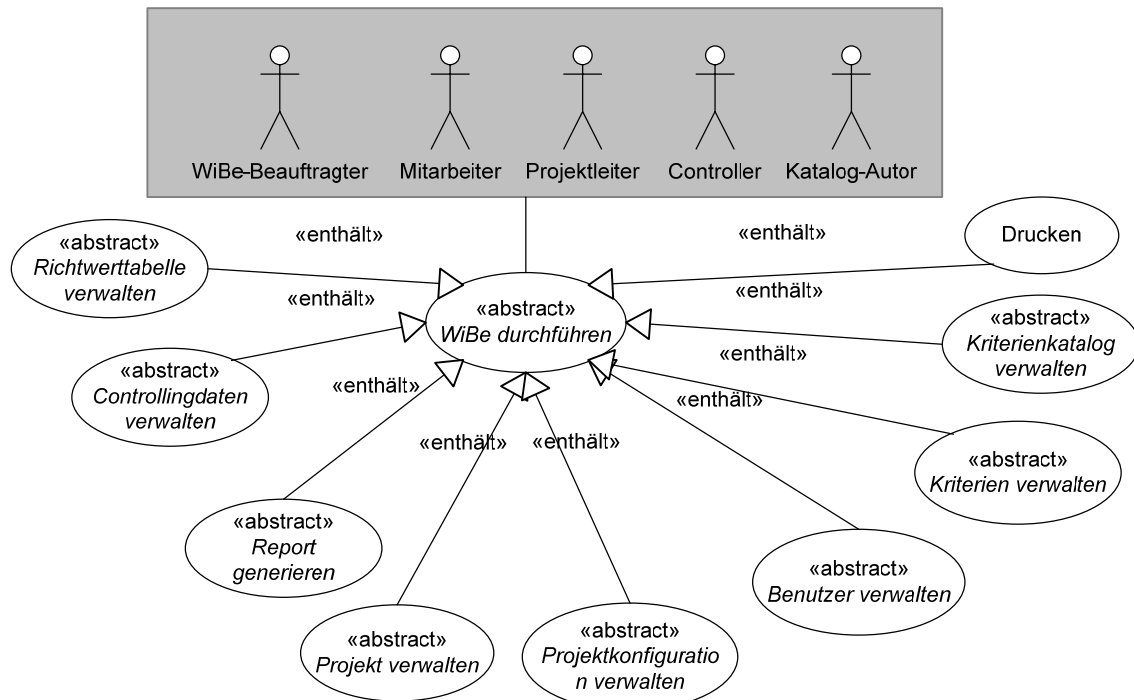 WiBe-Beauftragter
Mitarbeiter
Projektleiter
Controller
Katalog-Autor
«enthält»
«enthält»
«abstract»
Richtwerttabelle
verwalten
Drucken
«enthält»
«enthält»
«abstract»
WiBe durchführen
«abstract»
Kriterienkatalog
verwalten
«abstract»
Controllingdaten
verwalten
«enthält»
«enthält»
«enthält»
«enthält»
«enthält»
«abstract»
Kriterien verwalten
«abstract»
Report
generieren
«abstract»
Benutzer verwalten
«abstract»
Projekt verwalten
«abstract»
Projektkonfiguratio
n verwalten